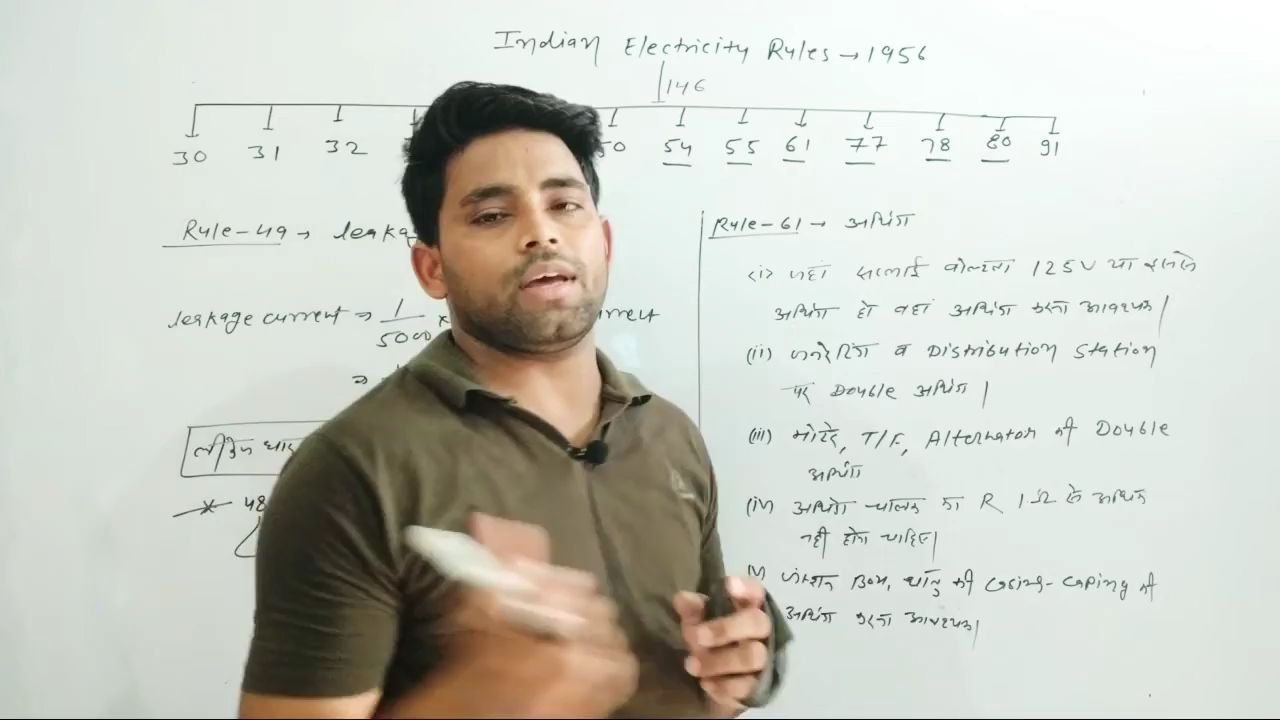 Indian Electricity Rules → 1956
146
30 31 32 50 54 55 61 77 78 80 91
Rule-49 → leaka
leakage current ⇒ 1/5000 × rrent
⇒
लीकेज धारा
* 48
Rule-61 → अर्थिंग
(i) जहां सप्लाई वोल्टता 125V या इससे
अधिक हो वहां अर्थिंग करना आवश्यक।
(ii) जनरेटिंग व Distribution Station
पर Double अर्थिंग।
(iii) मोटर, T/F, Alternator की Double
अर्थिंग
(iv) अर्थिंग चालक का R 1Ω से अधिक
नहीं होना चाहिए।
(v) जंक्शन Box, धातु की Casing-Caping की
अर्थिंग करना आवश्यक।